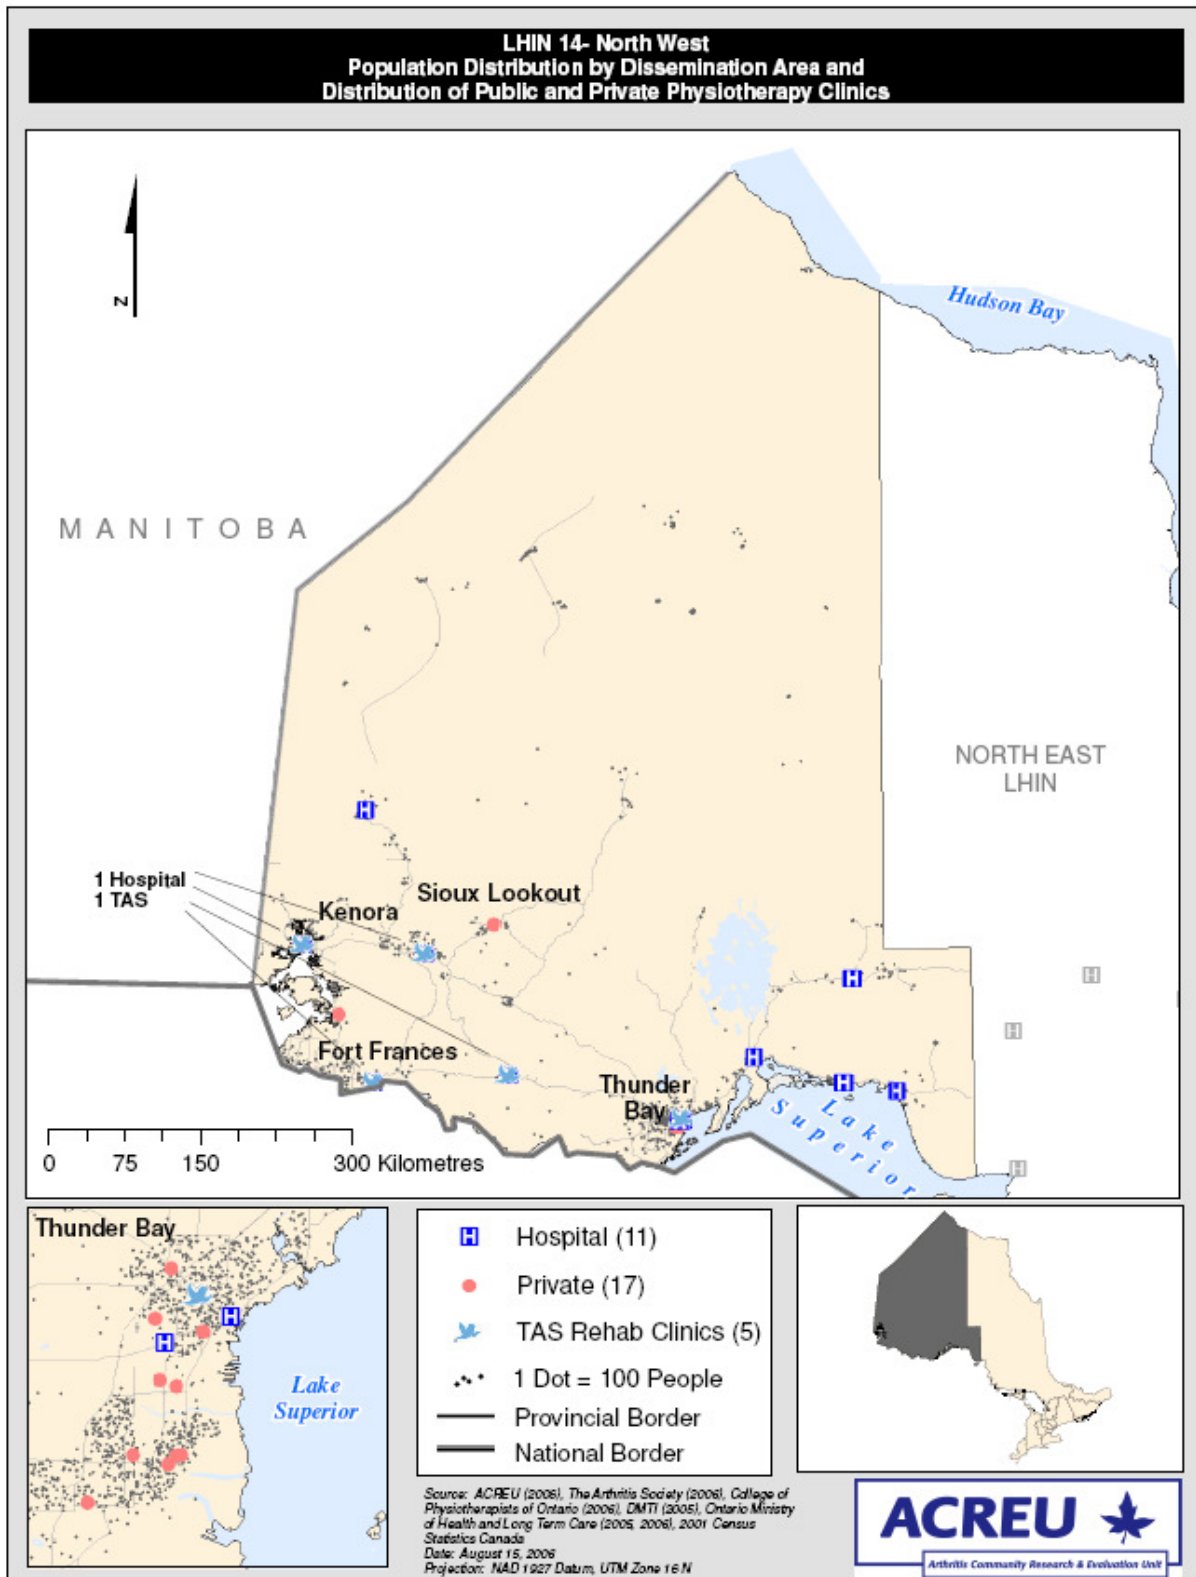 LHIN 14- North West
Population Distribution by Dissemination Area and
Distribution of Public and Private Physiotherapy Clinics
N
Hudson Bay
MANITOBA
NORTH EAST
LHIN
H
1 Hospital
1 TAS
Kenora
Sioux Lookout
H
H
H
Fort Frances
Thunder
Bay
H
H
H
Lake
Superior
H
0 75 150 300 Kilometres
Thunder Bay
H
H
Lake
Superior
H Hospital (11)
Private (17)
TAS Rehab Clinics (5)
1 Dot = 100 People
Provincial Border
National Border
Source: ACREU (2006), The Arthritis Society (2006), College of
Physiotherapists of Ontario (2006), DMTI (2005), Ontario Ministry
of Health and Long Term Care (2005, 2006), 2001 Census
Statistics Canada
Date: August 15, 2006
Projection: NAD 1927 Datum, UTM Zone 16 N
ACREU
Arthritis Community Research & Evaluation Unit